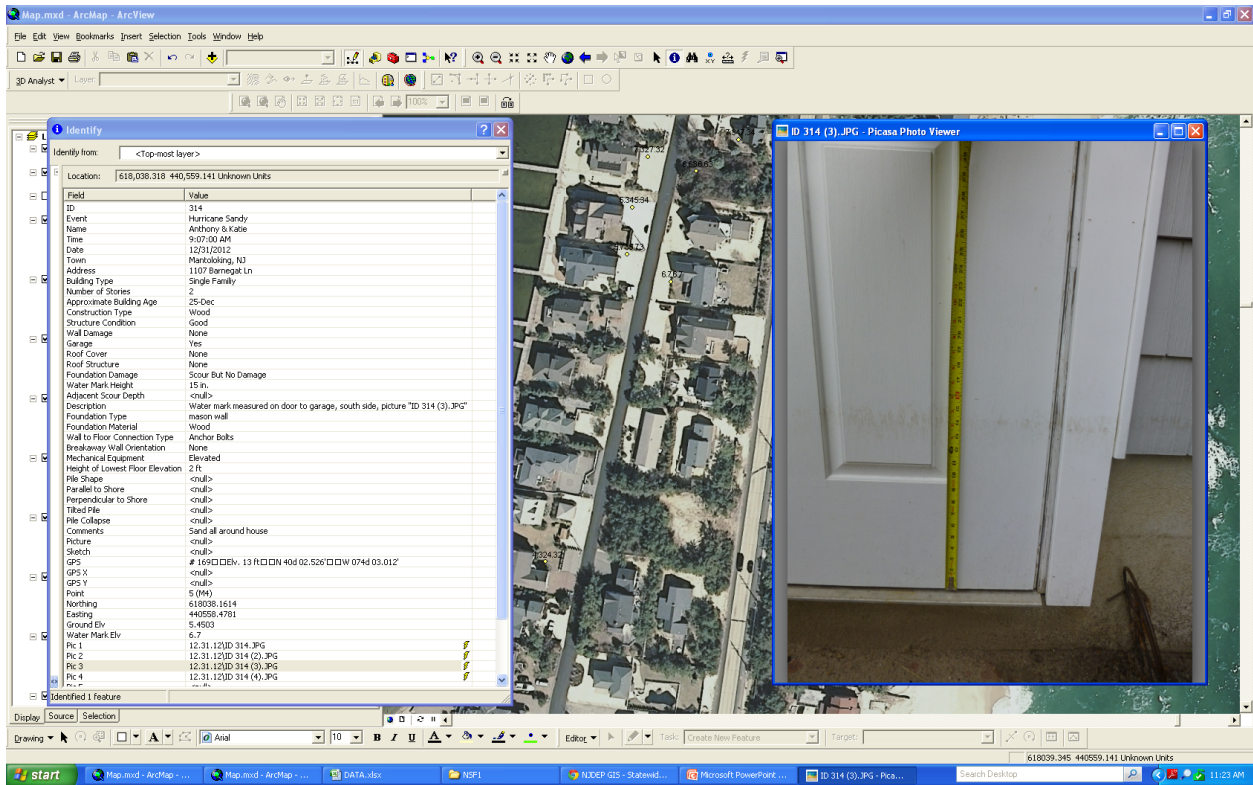 Map.mxd - ArcMap - ArcView
File Edit View Bookmarks Insert Selection Tools Window Help
3D Analyst Layer:
100%
Identify
Identify from: <Top-most layer>
Location: 618,038.318 440,559.141 Unknown Units
Field Value
ID 314
Event Hurricane Sandy
Name Anthony & Katie
Time 9:07:00 AM
Date 12/31/2012
Town Mantoloking, NJ
Address 1107 Barnegat Ln
Building Type Single Familiy
Number of Stories 2
Approximate Building Age 25-Dec
Construction Type Wood
Structure Condition Good
Wall Damage None
Garage Yes
Roof Cover None
Roof Structure None
Foundation Damage Scour But No Damage
Water Mark Height 15 in.
Adjacent Scour Depth <null>
Description Water mark measured on door to garage, south side, picture "ID 314 (3).JPG"
Foundation Type mason wall
Foundation Material Wood
Wall to Floor Connection Type Anchor Bolts
Breakaway Wall Orientation None
Mechanical Equipment Elevated
Height of Lowest Floor Elevation 2 ft
Pile Shape <null>
Parallel to Shore <null>
Perpendicular to Shore <null>
Tilted Pile <null>
Pile Collapse <null>
Comments Sand all around house
Picture <null>
Sketch <null>
GPS # 169□□Elv. 13 ft□□N 40d 02.526'□□W 074d 03.012'
GPS X <null>
GPS Y <null>
Point 5 (M4)
Northing 618038.1614
Easting 440558.4781
Ground Elv 5.4503
Water Mark Elv 6.7
Pic 1 12.31.12\ID 314.JPG
Pic 2 12.31.12\ID 314 (2).JPG
Pic 3 12.31.12\ID 314 (3).JPG
Pic 4 12.31.12\ID 314 (4).JPG
Identified 1 feature
ID 314 (3).JPG - Picasa Photo Viewer
Display Source Selection
Drawing A Arial 10 B I U A Editor Task: Create New Feature Target:
618039.345 440559.141 Unknown Units
start Map.mxd - ArcMap - ... Map.mxd - ArcMap - ... DATA.xlsx NSF1 NJDEP GIS - Statewid... Microsoft PowerPoint ... ID 314 (3).JPG - Pica... Search Desktop 11:23 AM